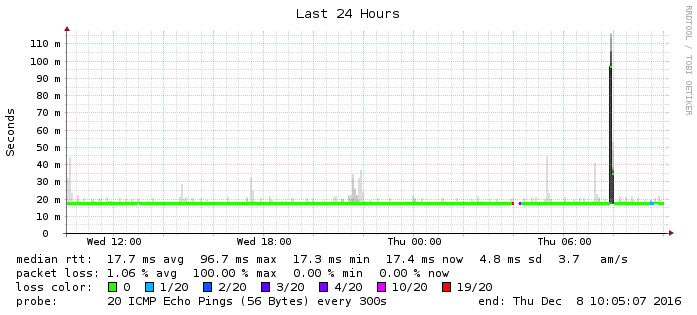 Last 24 Hours
RRDTOOL / TOBI OETIKER
Seconds
110 m
100 m
90 m
80 m
70 m
60 m
50 m
40 m
30 m
20 m
10 m
0
Wed 12:00 Wed 18:00 Thu 00:00 Thu 06:00
median rtt: 17.7 ms avg 96.7 ms max 17.3 ms min 17.4 ms now 4.8 ms sd 3.7 am/s
packet loss: 1.06 % avg 100.00 % max 0.00 % min 0.00 % now
loss color: 0 1/20 2/20 3/20 4/20 10/20 19/20
probe: 20 ICMP Echo Pings (56 Bytes) every 300s end: Thu Dec 8 10:05:07 2016